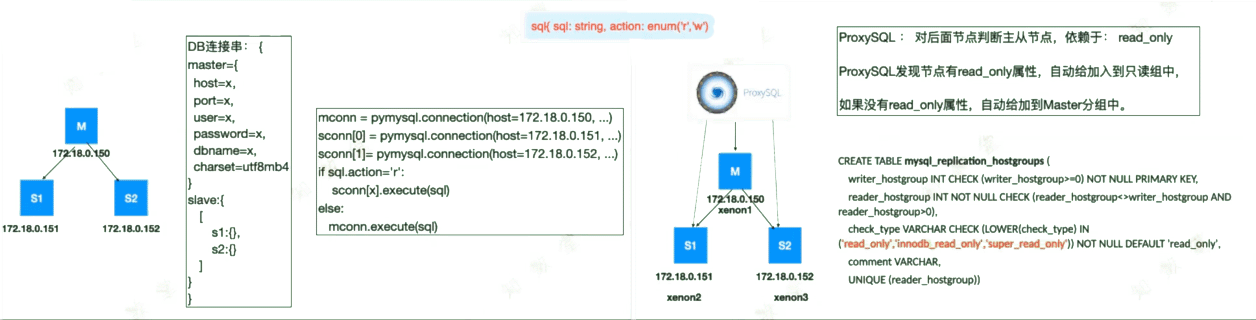 sql{ sql: string, action: enum('r','w')
M
172.18.0.150
S1
S2
172.18.0.151
172.18.0.152
DB连接串： {
master={
host=x,
port=x,
user=x,
password=x,
dbname=x,
charset=utf8mb4
}
slave:{
[
s1:{},
s2:{}
]
}
}
mconn = pymysql.connection(host=172.18.0.150, ...)
sconn[0] = pymysql.connection(host=172.18.0.151, ...)
sconn[1]= pymysql.connection(host=172.18.0.152, ...)
if sql.action='r':
sconn[x].execute(sql)
else:
mconn.execute(sql)
ProxySQL
M
172.18.0.150
xenon1
S1
S2
172.18.0.151
172.18.0.152
xenon2
xenon3
ProxySQL ： 对后面节点判断主从节点，依赖于： read_only
ProxySQL发现节点有read_only属性，自动给加入到只读组中，
如果没有read_only属性，自动给加到Master分组中。
CREATE TABLE mysql_replication_hostgroups (
writer_hostgroup INT CHECK (writer_hostgroup>=0) NOT NULL PRIMARY KEY,
reader_hostgroup INT NOT NULL CHECK (reader_hostgroup<>writer_hostgroup AND
reader_hostgroup>0),
check_type VARCHAR CHECK (LOWER(check_type) IN
('read_only','innodb_read_only','super_read_only')) NOT NULL DEFAULT 'read_only',
comment VARCHAR,
UNIQUE (reader_hostgroup))